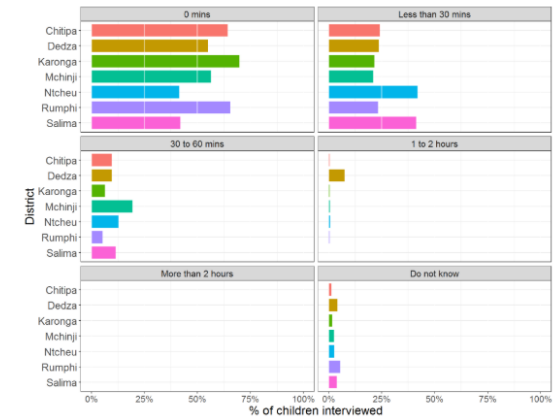 0 mins
Less than 30 mins
Chitipa
Dedza
Karonga
Mchinji
Ntcheu
Rumphi
Salima
30 to 60 mins
1 to 2 hours
Chitipa
Dedza
Karonga
Mchinji
Ntcheu
Rumphi
Salima
District
More than 2 hours
Do not know
Chitipa
Dedza
Karonga
Mchinji
Ntcheu
Rumphi
Salima
0% 25% 50% 75% 100% 0% 25% 50% 75% 100%
% of children interviewed